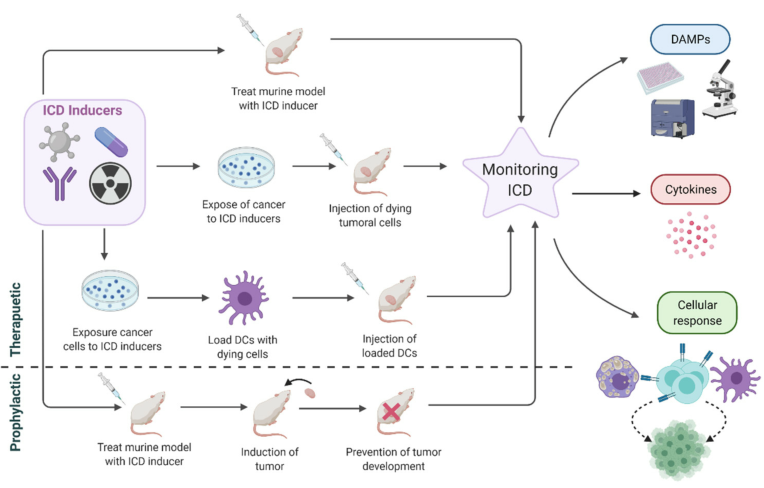 DAMPs
Treat murine model
with ICD inducer
ICD Inducers
Monitoring
ICD
Cytokines
Expose of cancer
to ICD inducers
Injection of dying
tumoral cells
Cellular
response
Therapuetic
Exposure cancer
cells to ICD inducers
Load DCs with
dying cells
Injection of
loaded DCs
Prophylactic
Treat murine model
with ICD inducer
Induction of
tumor
Prevention of tumor
development